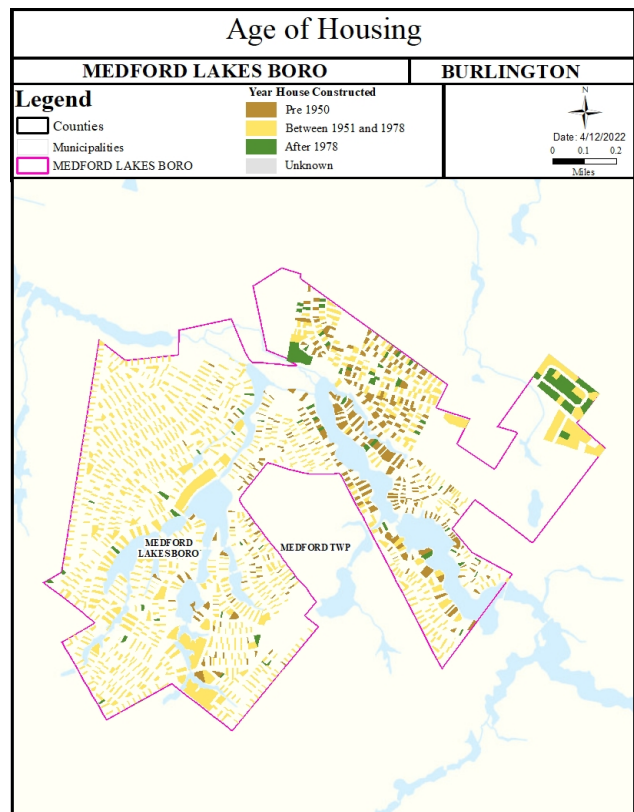 Age of Housing
MEDFORD LAKES BORO
BURLINGTON
Legend
Counties
Municipalities
MEDFORD LAKES BORO
Year House Constructed
Pre 1950
Between 1951 and 1978
After 1978
Unknown
N
Date: 4/12/2022
0 0.1 0.2
Miles
MEDFORD
LAKES BORO
MEDFORD TWP